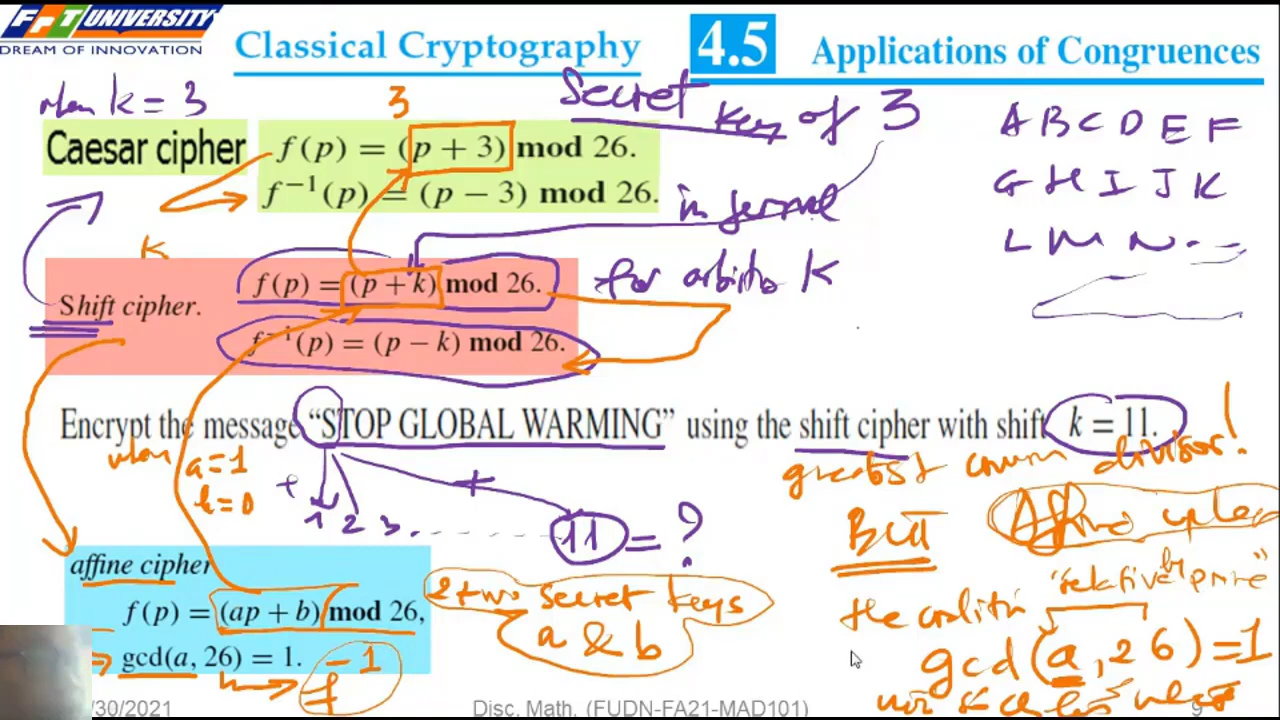 FPT UNIVERSITY
DREAM OF INNOVATION
Classical Cryptography
4.5
Applications of Congruences
when k = 3
3
Secret key of 3
Caesar cipher
f(p) = (p + 3) mod 26.
f⁻¹(p) = (p − 3) mod 26.
A B C D E F
G H I J K
L M N . . –
in general
for k
k
Shift cipher.
f(p) = (p + k) mod 26.
f⁻¹(p) = (p − k) mod 26.
Encrypt the message “STOP GLOBAL WARMING” using the shift cipher with shift k = 11.
when a = 1
+
1 2 3 . . . . . . .
+
11 = ?
greatest common divisor!
BUT
Affine cipher
"relatively prime"
the condition
gcd(a, 26) = 1
affine cipher
f(p) = (ap + b) mod 26,
gcd(a, 26) = 1.
f −1
2 two secret keys
a & b
/30/2021
Disc. Math. (FUDN-FA21-MAD101)
9